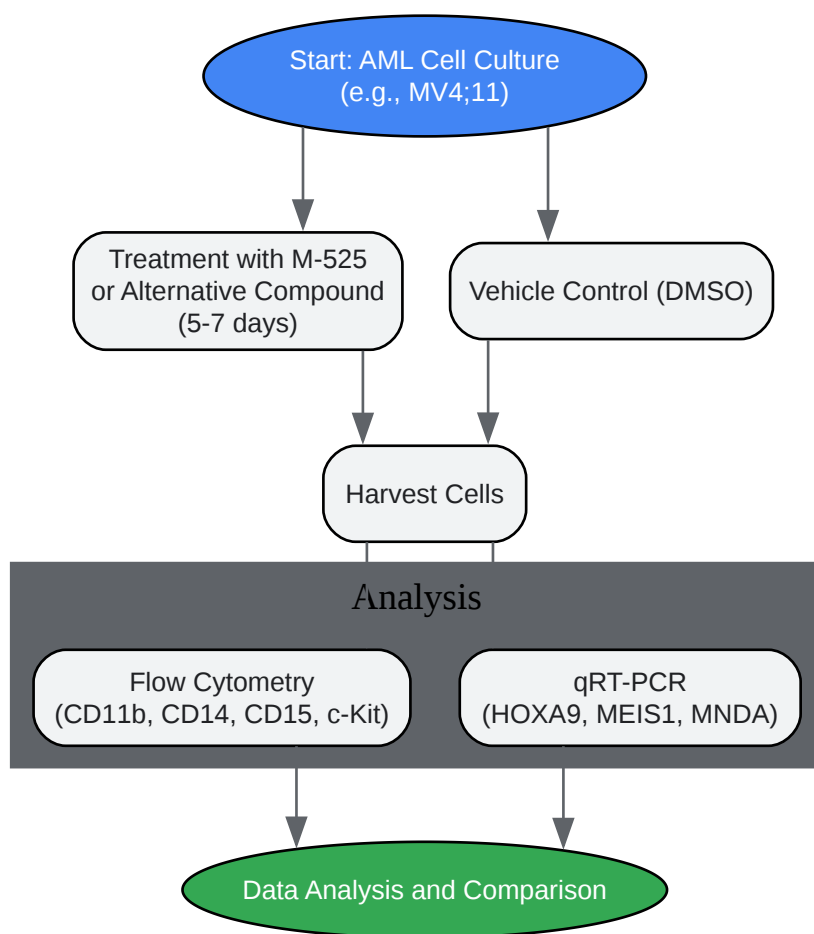 Start: AML Cell Culture
(e.g., MV4;11)
Treatment with M-525
or Alternative Compound
(5-7 days)
Vehicle Control (DMSO)
Harvest Cells
Analysis
Flow Cytometry
(CD11b, CD14, CD15, c-Kit)
qRT-PCR
(HOXA9, MEIS1, MNDA)
Data Analysis and Comparison